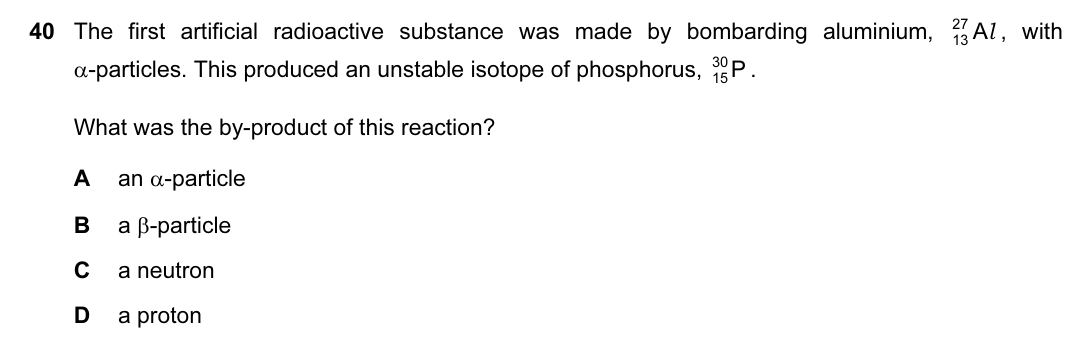 40 The first artificial radioactive substance was made by bombarding aluminium, ²⁷₁₃Al, with
α-particles. This produced an unstable isotope of phosphorus, ³⁰₁₅P.
What was the by-product of this reaction?
A an α-particle
B a β-particle
C a neutron
D a proton